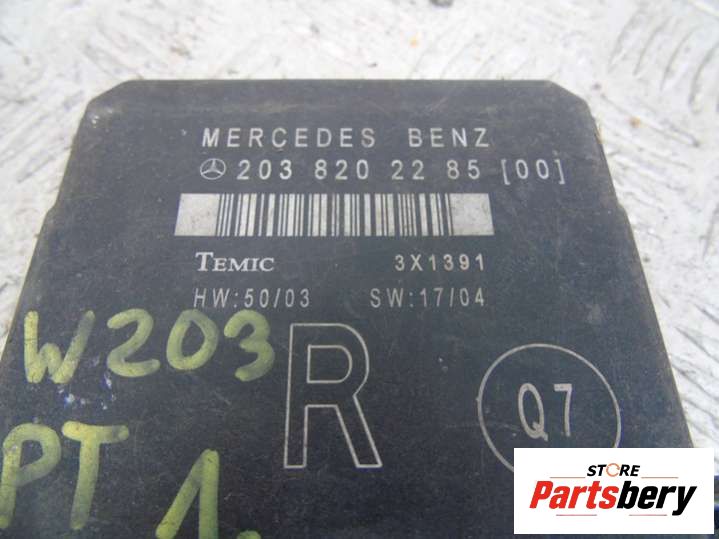 MERCEDES BENZ
203 820 22 85 [00]
TEMIC 3X1391
HW:50/03 SW:17/04
W203
R
Q7
PT 1.
STORE
Partsbery